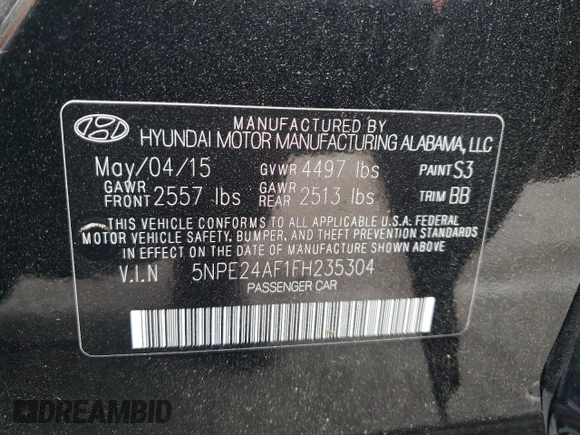 MANUFACTURED BY
HYUNDAI MOTOR MANUFACTURING ALABAMA, LLC
May/04/15 GVWR 4497 lbs PAINT S3
GAWR FRONT 2557 lbs GAWR REAR 2513 lbs TRIM BB
THIS VEHICLE CONFORMS TO ALL APPLICABLE U.S.A. FEDERAL
MOTOR VEHICLE SAFETY, BUMPER, AND THEFT PREVENTION
STANDARDS IN EFFECT ON THE DATE OF MANUFACTURE SHOWN ABOVE.
V.I.N 5NPE24AF1FH235304
PASSENGER CAR
DREAMBID